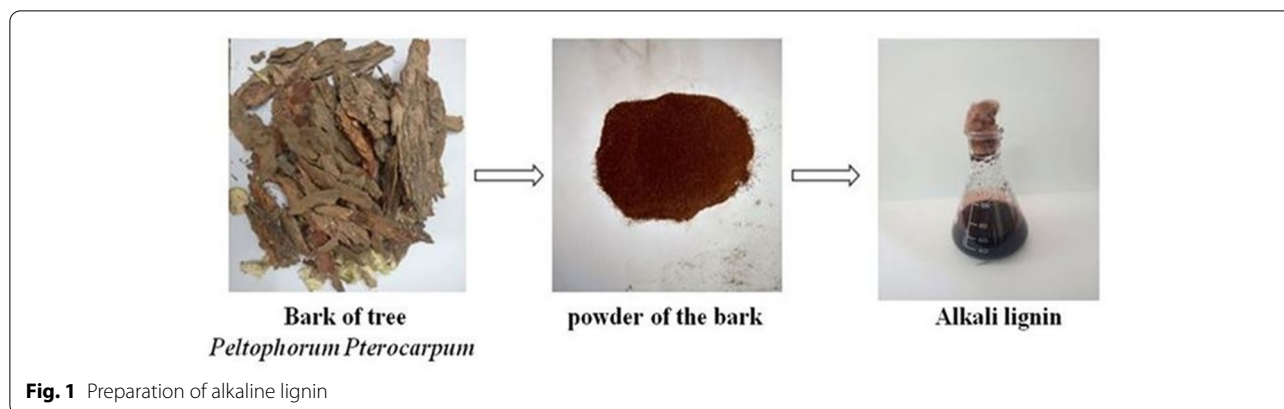 Bark of tree
Peltophorum Pterocarpum
powder of the bark
Alkali lignin
Fig. 1 Preparation of alkaline lignin